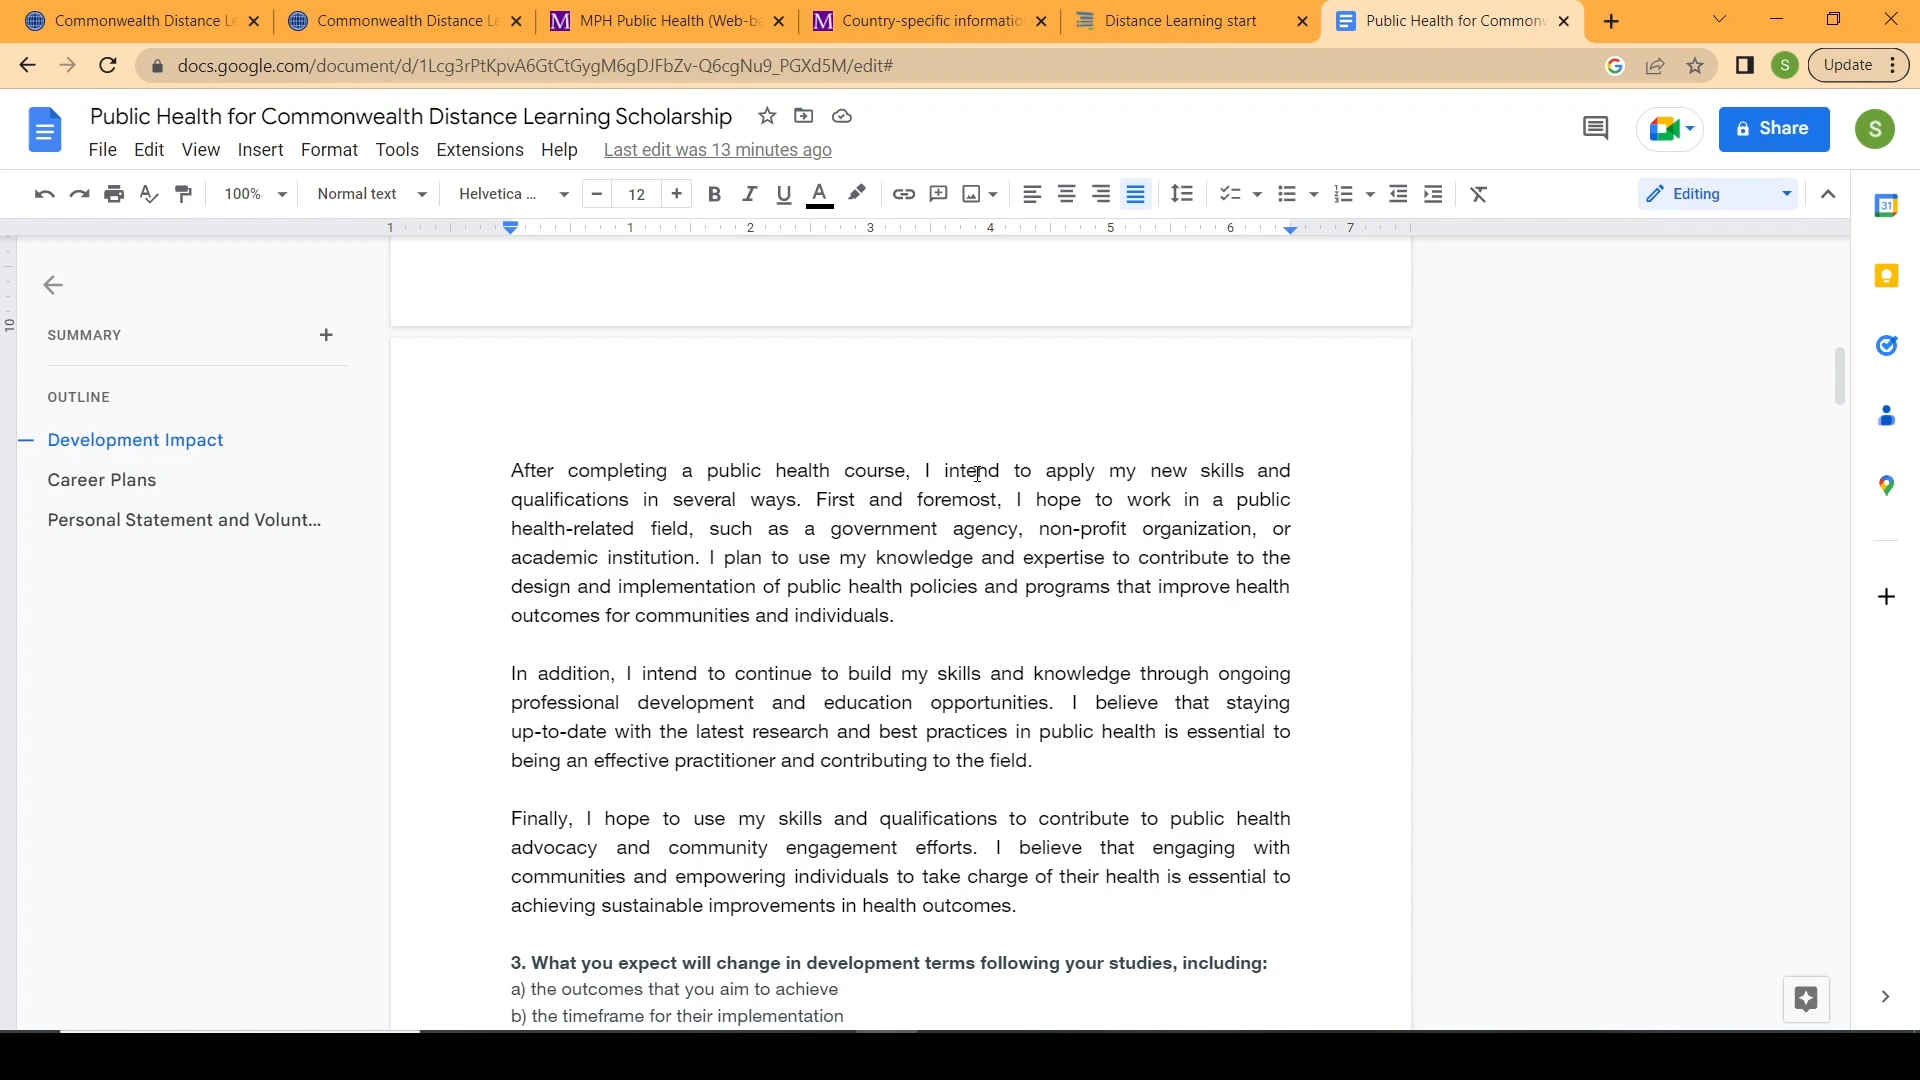 Commonwealth Distance Le
Commonwealth Distance Le
MPH Public Health (Web-ba
Country-specific informatio
Distance Learning start
Public Health for Commonw
docs.google.com/document/d/1Lcg3rPtKpvA6GtCtGygM6gDJFbZv-Q6cgNu9_PGXd5M/edit#
S
Update
Public Health for Commonwealth Distance Learning Scholarship
File Edit View Insert Format Tools Extensions Help Last edit was 13 minutes ago
Share
S
100% Normal text Helvetica ... 12 Editing
1 1 2 3 4 5 6 7
10
SUMMARY
OUTLINE
Development Impact
Career Plans
Personal Statement and Volunt...
After completing a public health course, I intend to apply my new skills and
qualifications in several ways. First and foremost, I hope to work in a public
health-related field, such as a government agency, non-profit organization, or
academic institution. I plan to use my knowledge and expertise to contribute to the
design and implementation of public health policies and programs that improve health
outcomes for communities and individuals.
In addition, I intend to continue to build my skills and knowledge through ongoing
professional development and education opportunities. I believe that staying
up-to-date with the latest research and best practices in public health is essential to
being an effective practitioner and contributing to the field.
Finally, I hope to use my skills and qualifications to contribute to public health
advocacy and community engagement efforts. I believe that engaging with
communities and empowering individuals to take charge of their health is essential to
achieving sustainable improvements in health outcomes.
3. What you expect will change in development terms following your studies, including:
a) the outcomes that you aim to achieve
b) the timeframe for their implementation
31